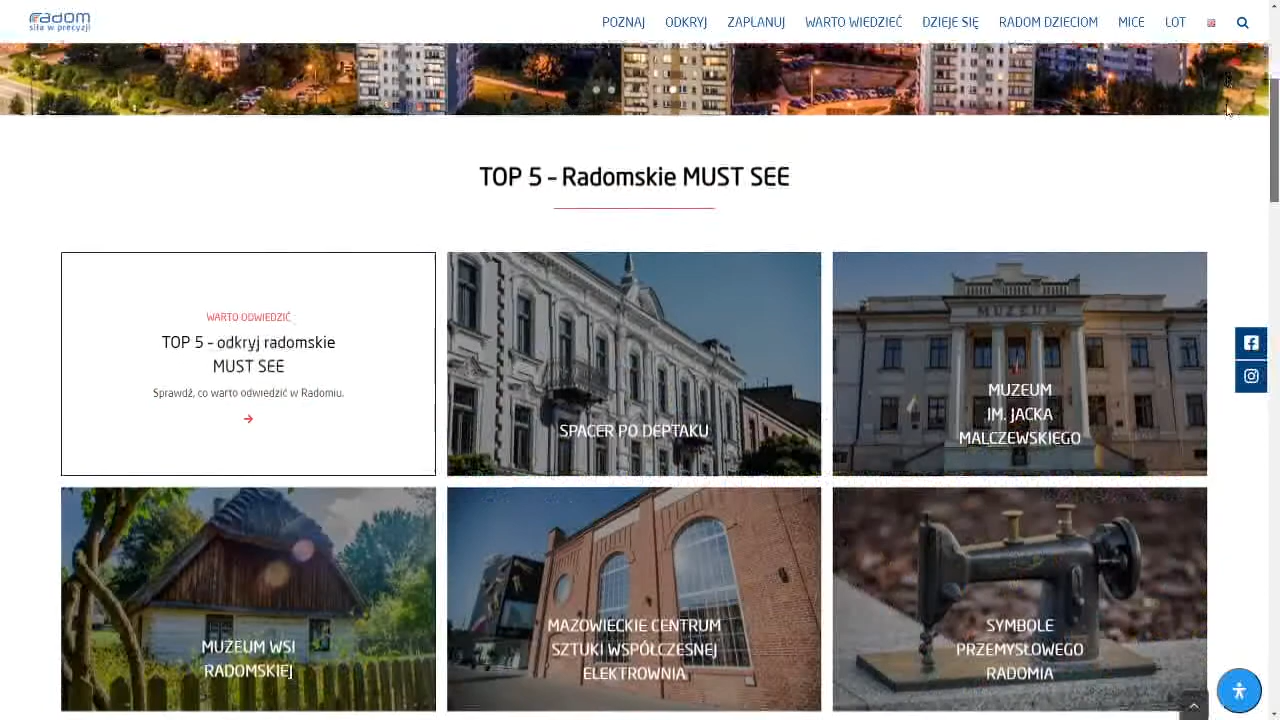 radom
siła w precyzji
POZNAJ ODKRYJ ZAPLANUJ WARTO WIEDZIEĆ DZIEJE SIĘ RADOM DZIECIOM MICE LOT
TOP 5 – Radomskie MUST SEE
WARTO ODWIEDZIĆ
TOP 5 – odkryj radomskie
MUST SEE
Sprawdź, co warto odwiedzić w Radomiu.
SPACER PO DEPTAKU
MUZEUM
MUZEUM
IM. JACKA
MALCZEWSKIEGO
MUZEUM WSI
RADOMSKIEJ
MAZOWIECKIE CENTRUM
SZTUKI WSPÓŁCZESNEJ
ELEKTROWNIA
SYMBOLE
PRZEMYSŁOWEGO
RADOMIA